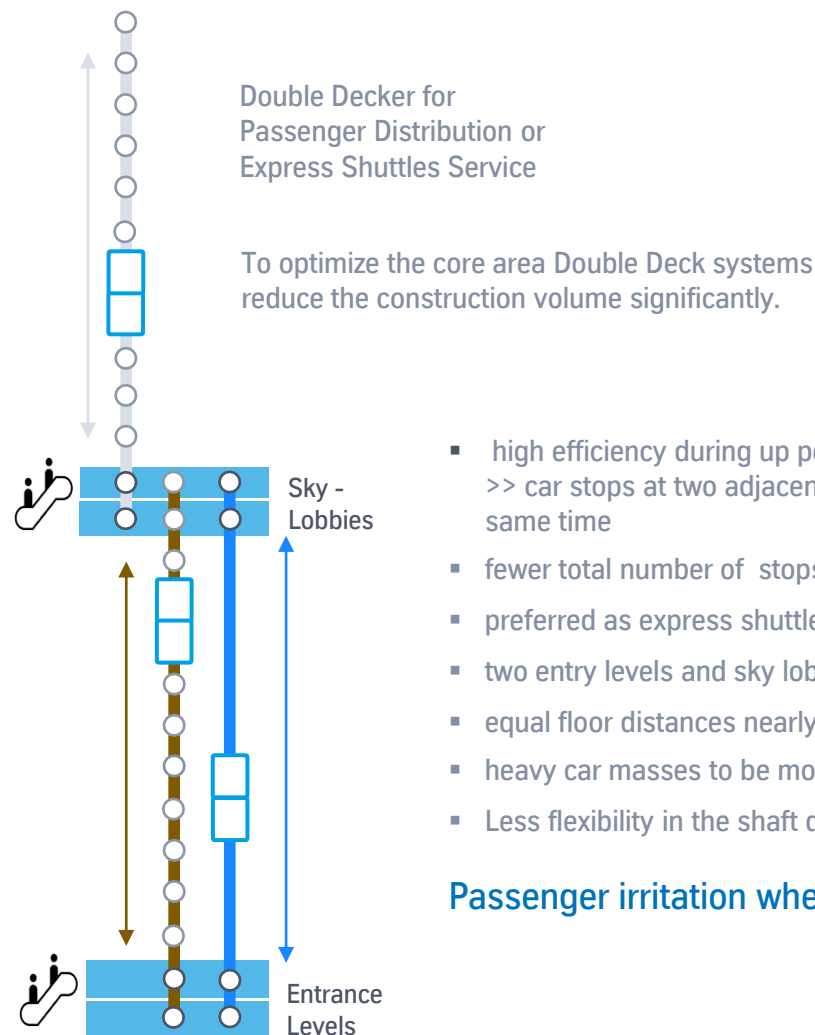 Double Decker for
Passenger Distribution or
Express Shuttles Service
To optimize the core area Double Deck systems
reduce the construction volume significantly.
Sky -
Lobbies
▪ high efficiency during up pe
>> car stops at two adjacen
same time
▪ fewer total number of stops
▪ preferred as express shuttle
▪ two entry levels and sky lob
▪ equal floor distances nearly
▪ heavy car masses to be mo
▪ Less flexibility in the shaft d
Passenger irritation whe
Entrance
Levels